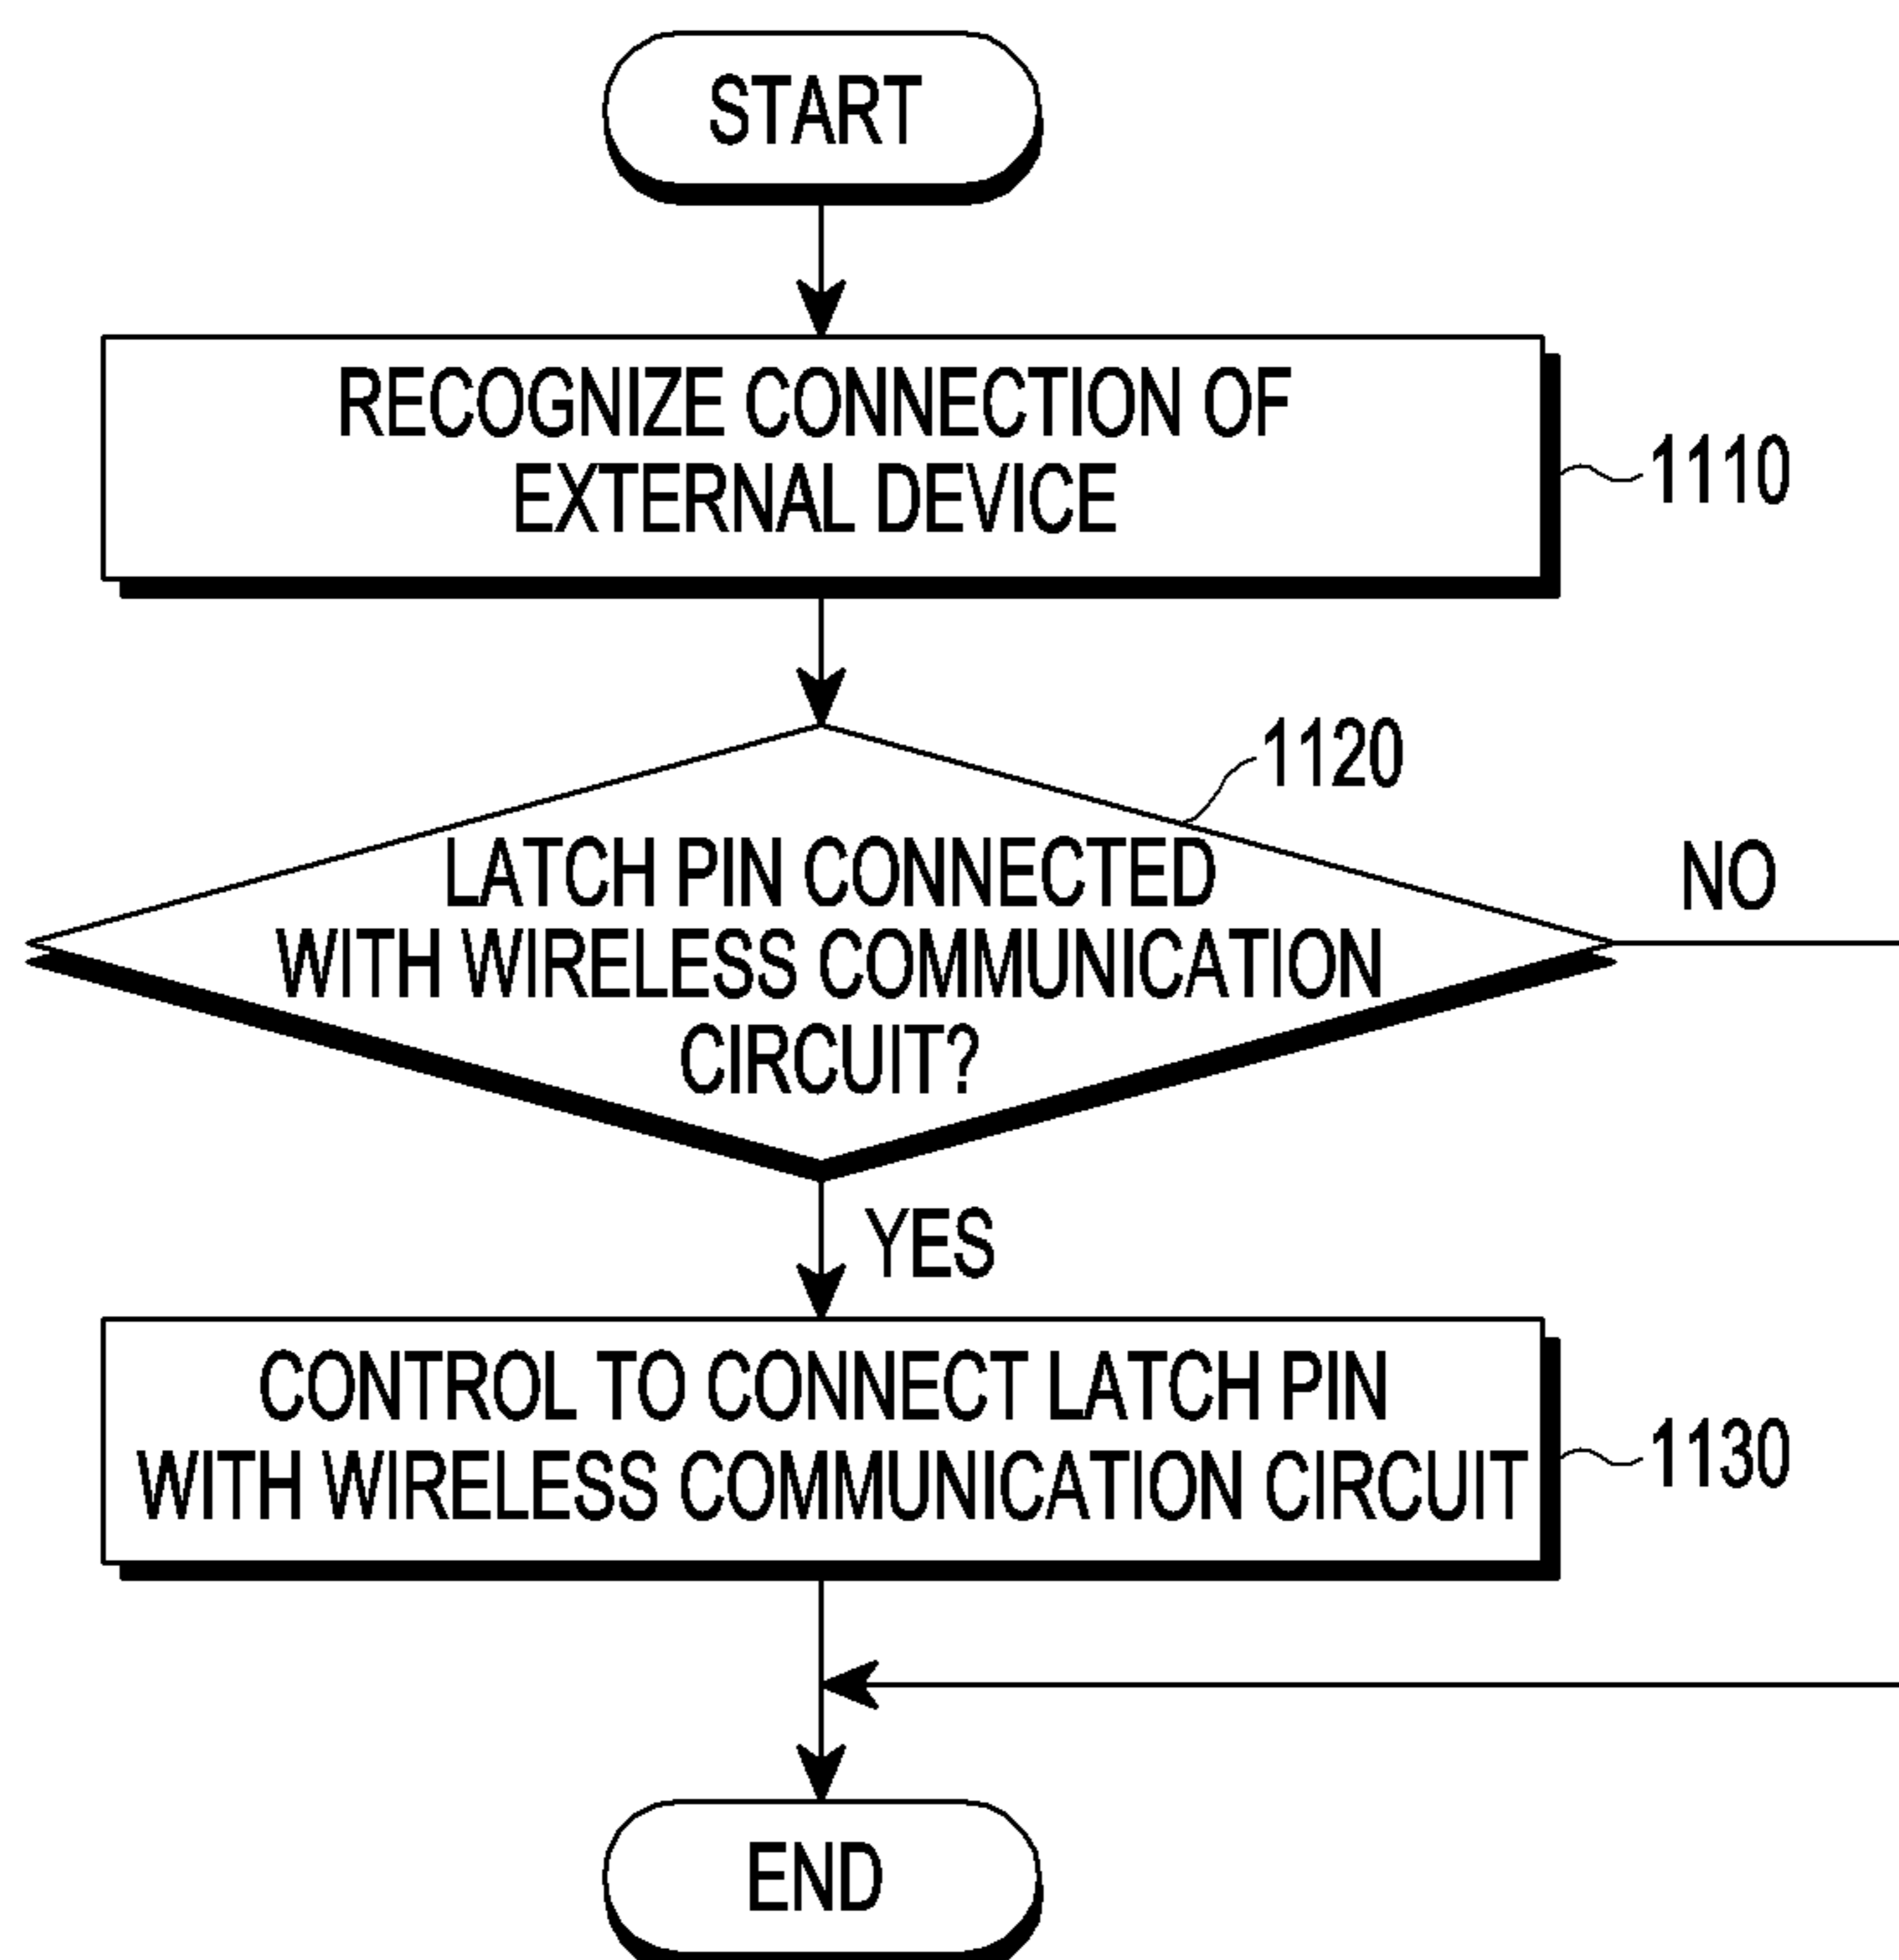 START
RECOGNIZE CONNECTION OF
EXTERNAL DEVICE
1110
1120
LATCH PIN CONNECTED
WITH WIRELESS COMMUNICATION
CIRCUIT?
NO
YES
CONTROL TO CONNECT LATCH PIN
WITH WIRELESS COMMUNICATION CIRCUIT
1130
END